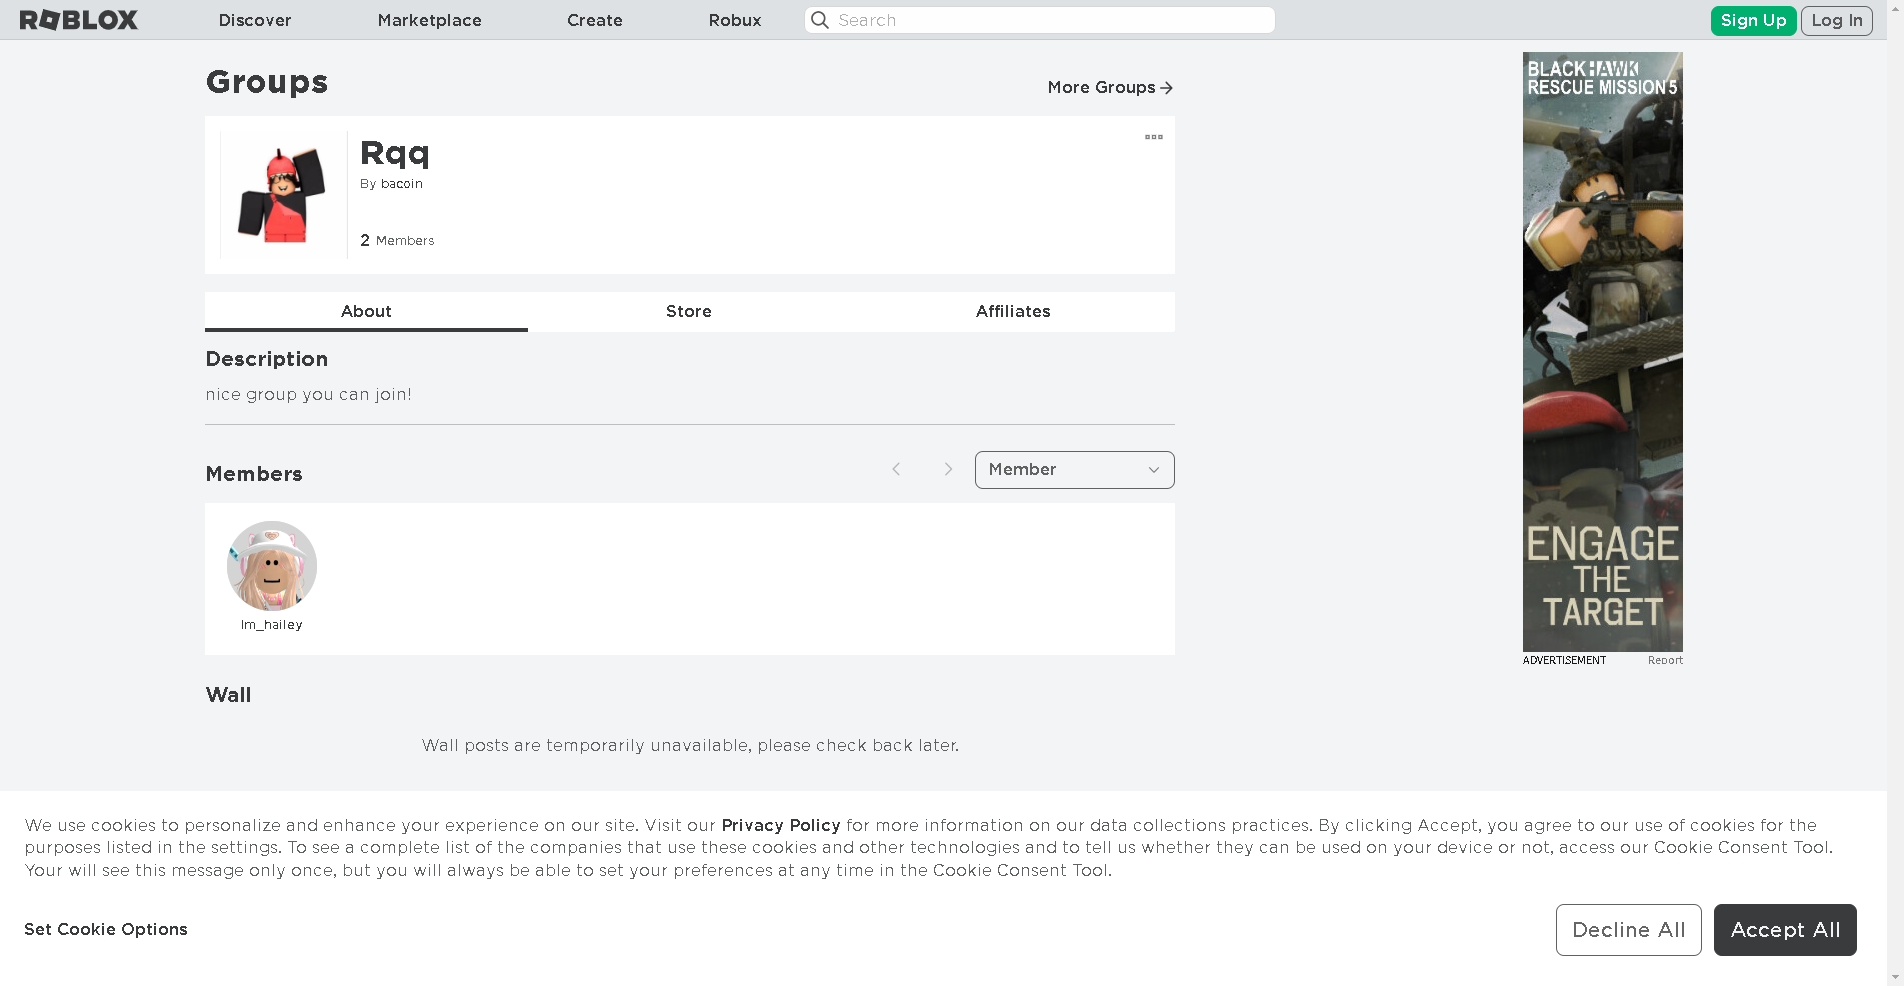 ROBLOX
Discover
Marketplace
Create
Robux
Search
Sign Up
Log In
Groups
More Groups
Rqq
By bacoin
2 Members
About
Store
Affiliates
Description
nice group you can join!
Members
Member
Im_hailey
Wall
Wall posts are temporarily unavailable, please check back later.
BLACK HAWK
RESCUE MISSION 5
ENGAGE
THE
TARGET
ADVERTISEMENT
Report
We use cookies to personalize and enhance your experience on our site. Visit our Privacy Policy for more information on our data collections practices. By clicking Accept, you agree to our use of cookies for the
purposes listed in the settings. To see a complete list of the companies that use these cookies and other technologies and to tell us whether they can be used on your device or not, access our Cookie Consent Tool.
Your will see this message only once, but you will always be able to set your preferences at any time in the Cookie Consent Tool.
Set Cookie Options
Decline All
Accept All